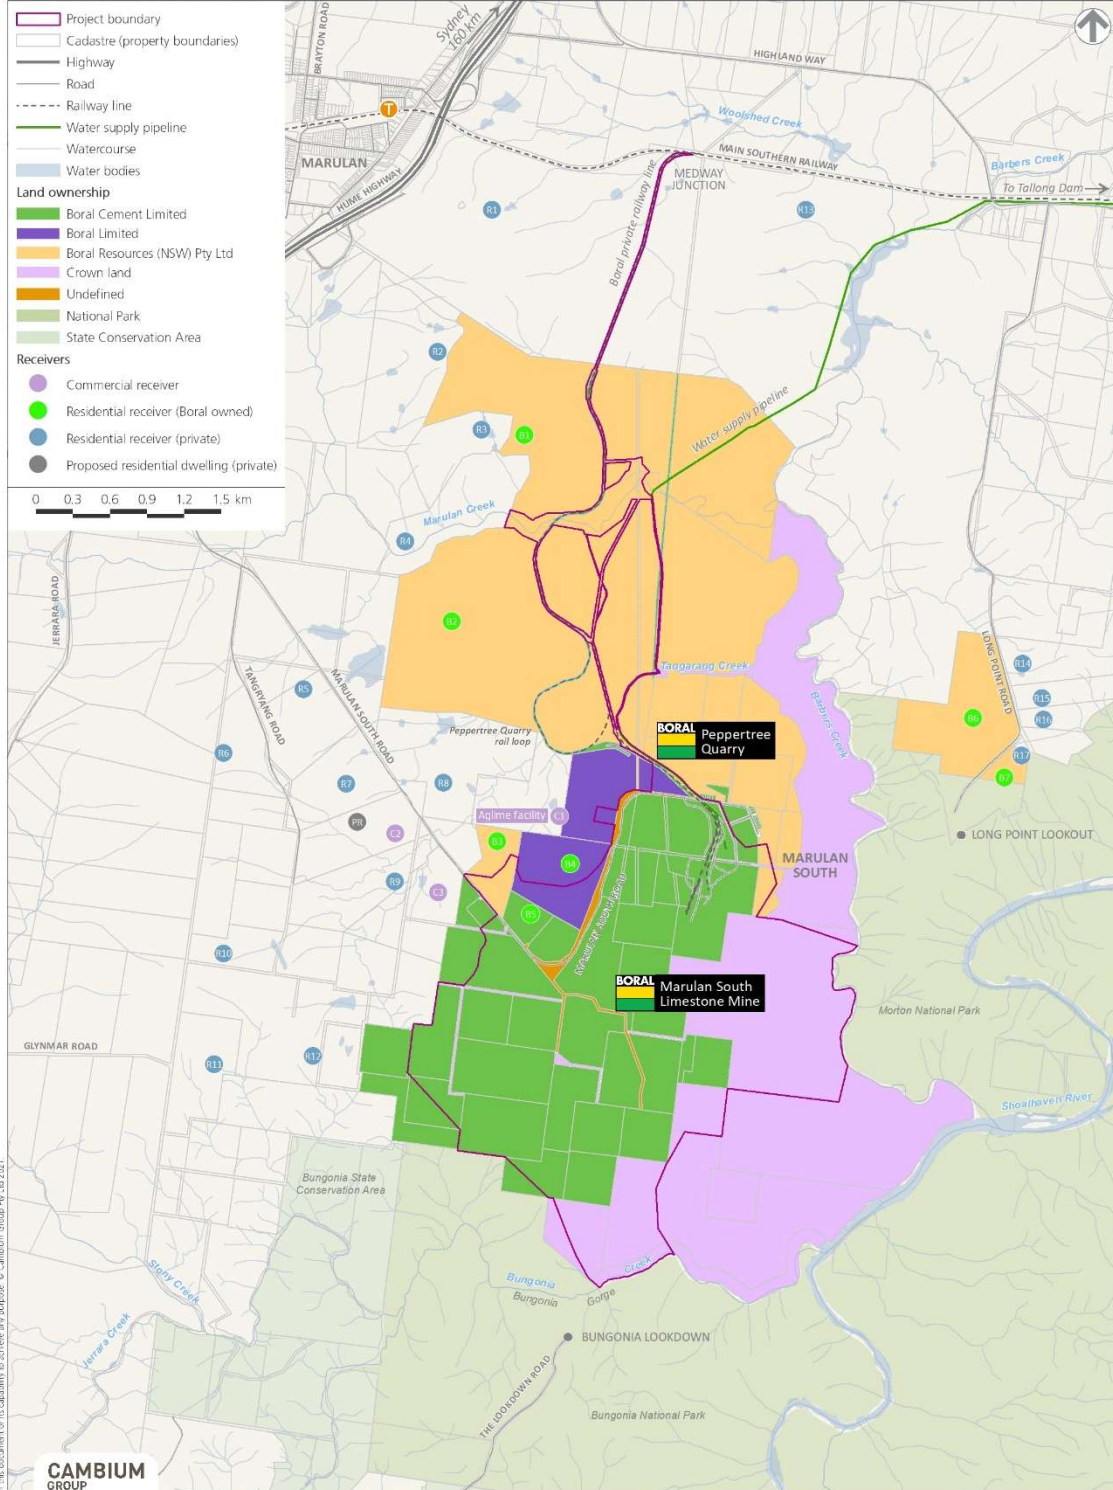 Project boundary
Cadastre (property boundaries)
Highway
Road
Railway line
Water supply pipeline
Watercourse
Water bodies
Land ownership
Boral Cement Limited
Boral Limited
Boral Resources (NSW) Pty Ltd
Crown land
Undefined
National Park
State Conservation Area
Receivers
Commercial receiver
Residential receiver (Boral owned)
Residential receiver (private)
Proposed residential dwelling (private)
0 0.3 0.6 0.9 1.2 1.5 km
BRAYTON ROAD
Sydney
160 km
HIGHLAND WAY
T
Woolshed Creek
MARULAN
MAIN SOUTHERN RAILWAY
Barbers Creek
MEDWAY
JUNCTION
HUME HIGHWAY
To Tallong Dam
R1
R13
Boral private railway line
R2
R3
B1
Water supply pipeline
Marulan Creek
R4
JERRARA ROAD
B2
TANGRYANG ROAD
MARULAN SOUTH ROAD
R5
Tangarang Creek
LONG POINT ROAD
R14
R15
R16
B6
Barbers Creek
Peppertree Quarry
rail loop
BORAL
Peppertree
Quarry
R6
R17
B7
R7
R8
PR
C2
Aglime facility
C1
LONG POINT LOOKOUT
B3
B4
MARULAN
SOUTH
R9
C3
B5
MARULAN SOUTH ROAD
R10
BORAL
Marulan South
Limestone Mine
Morton National Park
GLYNMAR ROAD
R11
R12
Shoalhaven River
Bungonia State
Conservation Area
Stony Creek
Bungonia
Creek
Bungonia
Gorge
Jerrara Creek
BUNGONIA LOOKDOWN
THE LOOKDOWN ROAD
Bungonia National Park
CAMBIUM
GROUP